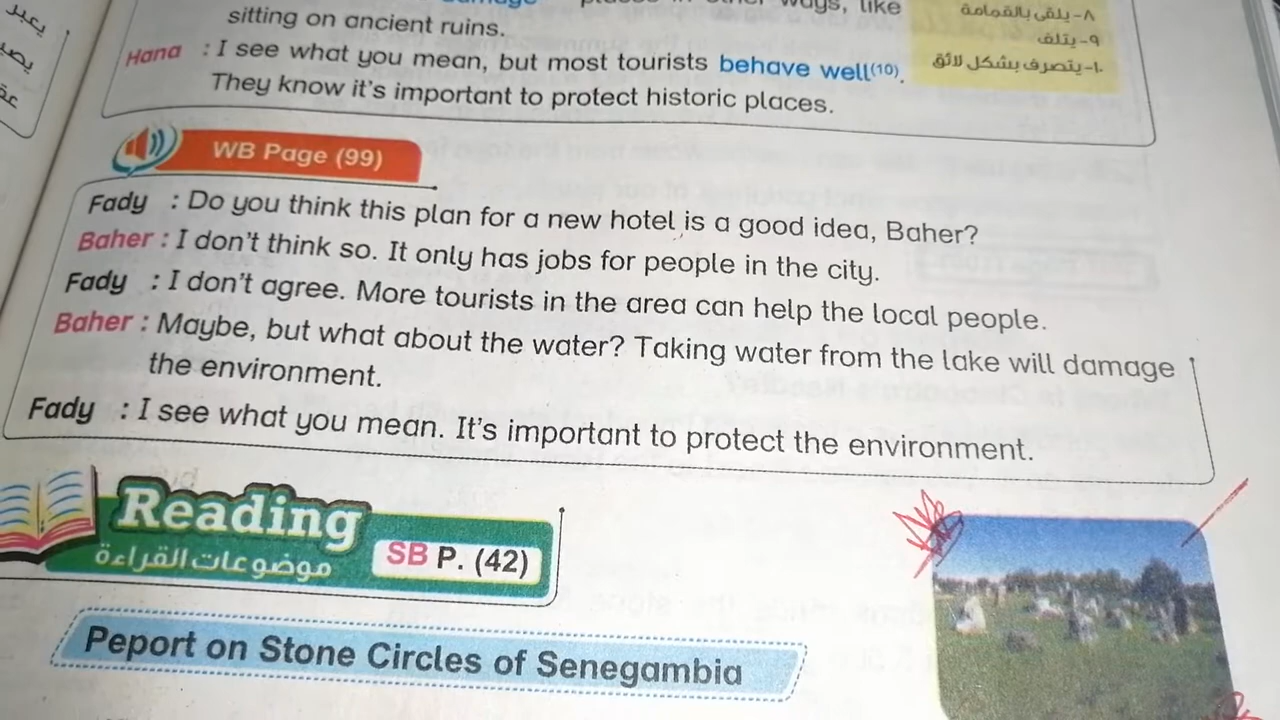 ways, like
٨- يلقى بالقمامة
sitting on ancient ruins.
٩- يتلف
Hana : I see what you mean, but most tourists behave well(10).
١٠- يتصرف بشكل لائق
They know it's important to protect historic places.
WB Page (99)
Fady : Do you think this plan for a new hotel is a good idea, Baher?
Baher : I don't think so. It only has jobs for people in the city.
Fady : I don't agree. More tourists in the area can help the local people.
Baher : Maybe, but what about the water? Taking water from the lake will damage
the environment.
Fady : I see what you mean. It's important to protect the environment.
Reading
موضوعات القراءة
SB P. (42)
Peport on Stone Circles of Senegambia